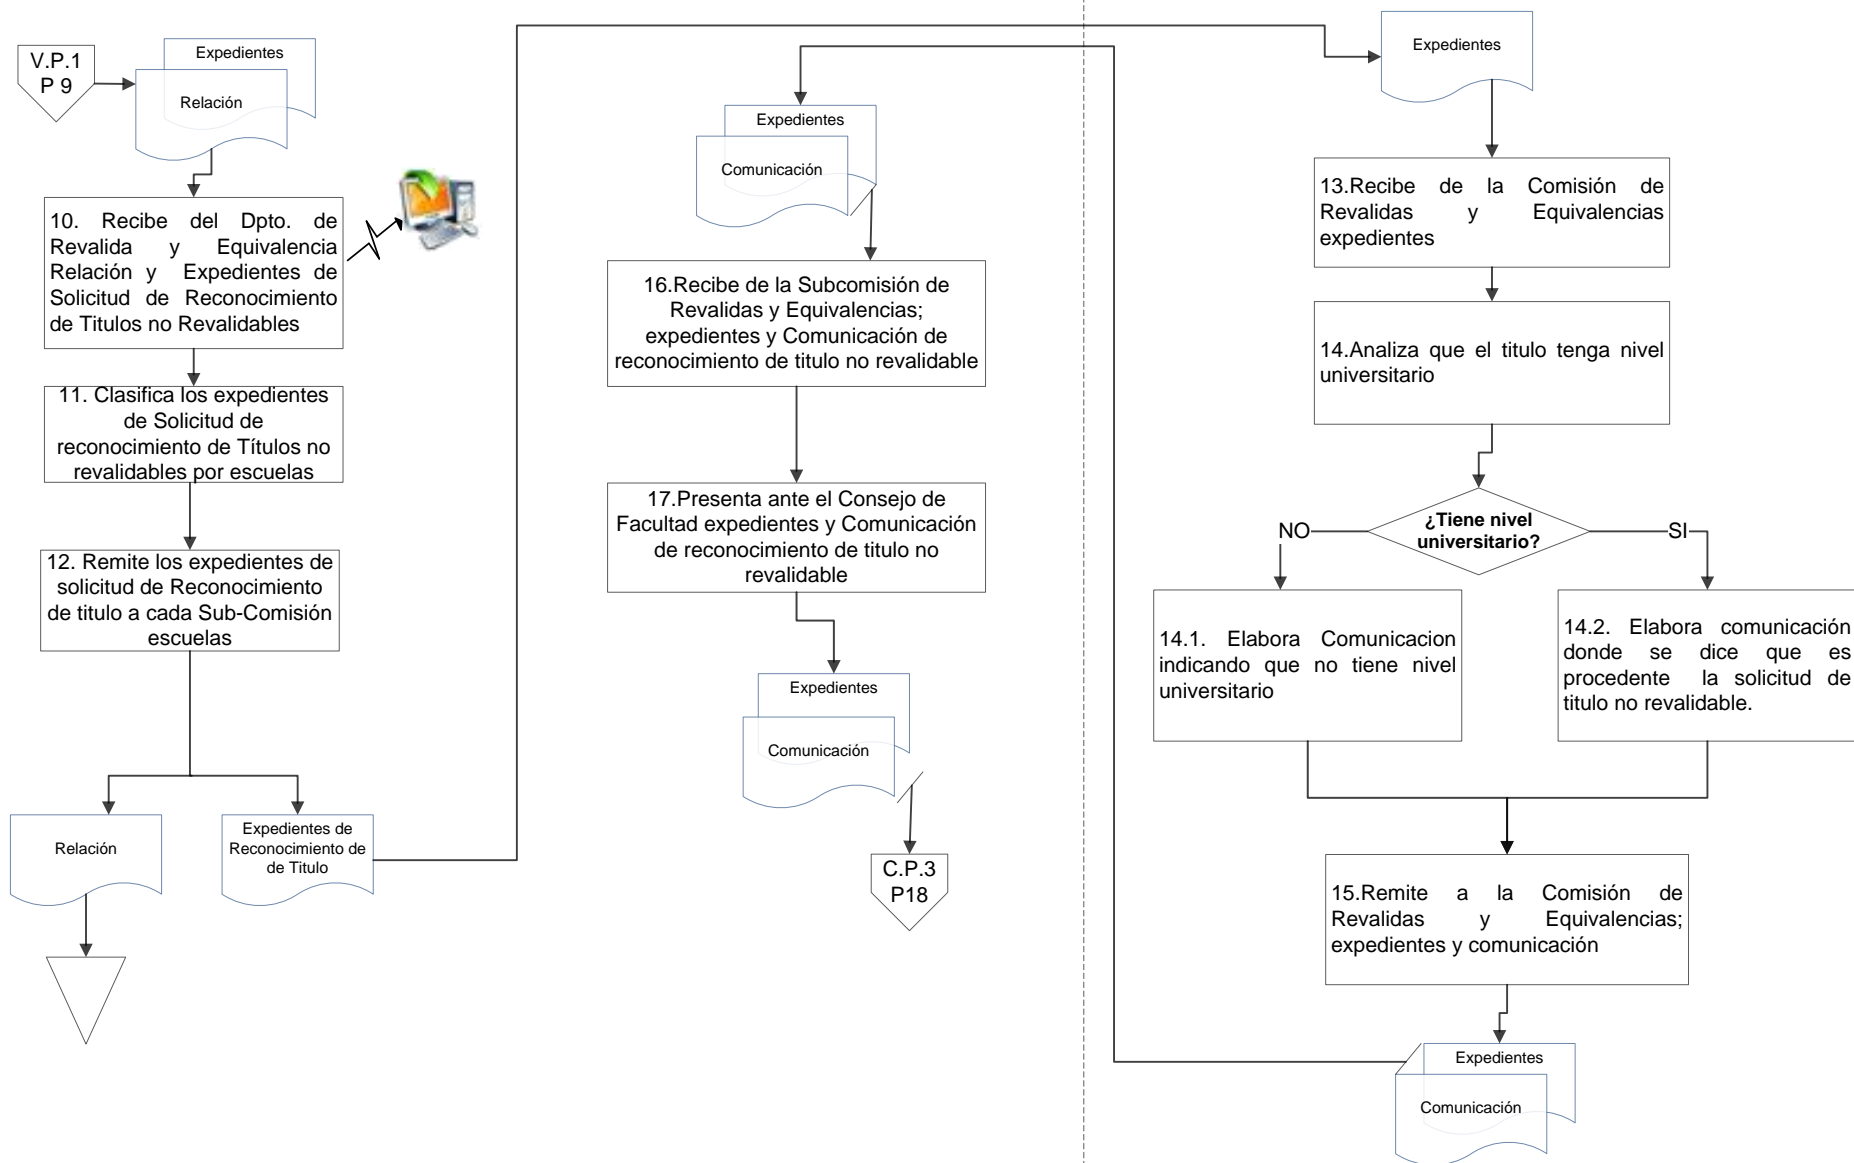 V.P.1
P 9
Expedientes
Relación
10. Recibe del Dpto. de
Revalida y Equivalencia
Relación y Expedientes de
Solicitud de Reconocimiento
de Titulos no Revalidables
11. Clasifica los expedientes
de Solicitud de
reconocimiento de Títulos no
revalidables por escuelas
12. Remite los expedientes de
solicitud de Reconocimiento
de titulo a cada Sub-Comisión
escuelas
Relación
Expedientes de
Reconocimiento de
de Titulo
Expedientes
Comunicación
16.Recibe de la Subcomisión de
Revalidas y Equivalencias;
expedientes y Comunicación de
reconocimiento de titulo no revalidable
17.Presenta ante el Consejo de
Facultad expedientes y Comunicación
de reconocimiento de titulo no
revalidable
Expedientes
Comunicación
C.P.3
P18
Expedientes
13.Recibe de la Comisión de
Revalidas y Equivalencias
expedientes
14.Analiza que el titulo tenga nivel
universitario
¿Tiene nivel
universitario?
NO
SI
14.1. Elabora Comunicacion
indicando que no tiene nivel
universitario
14.2. Elabora comunicación
donde se dice que es
procedente la solicitud de
titulo no revalidable.
15.Remite a la Comisión de
Revalidas y Equivalencias;
expedientes y comunicación
Expedientes
Comunicación